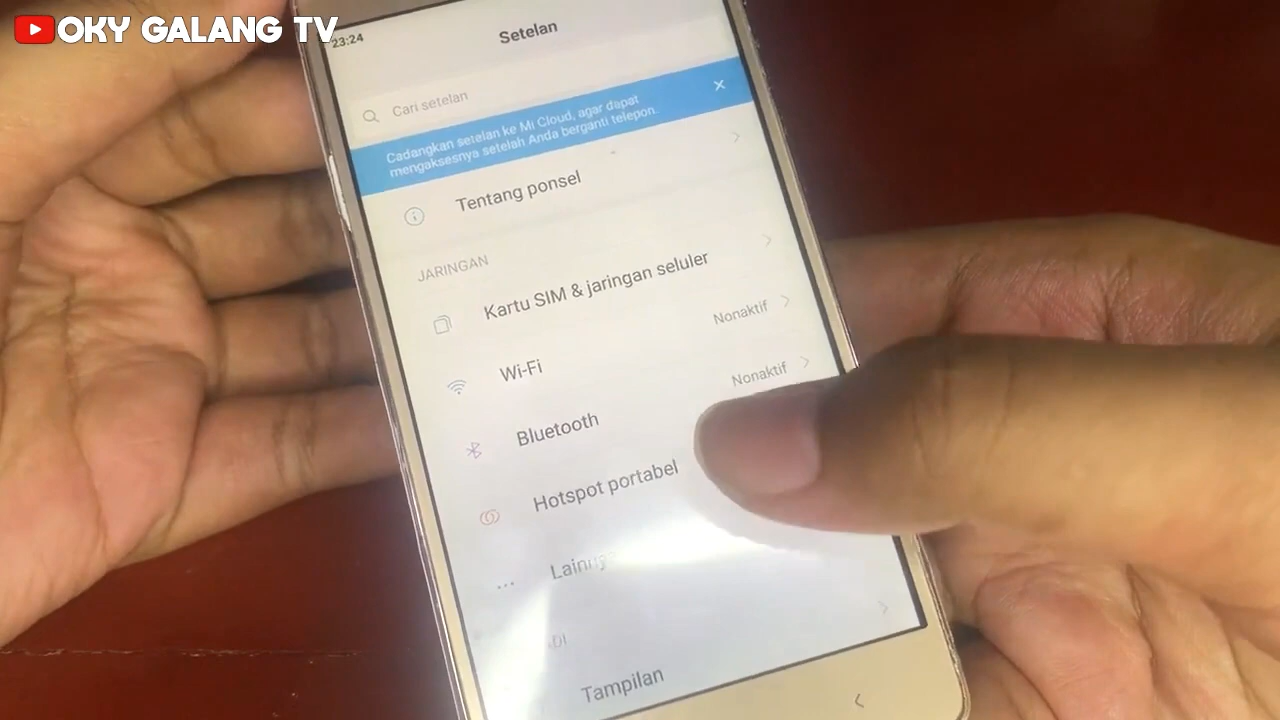 OKY GALANG TV
23:24
Setelan
Cari setelan
Cadangkan setelan ke Mi Cloud, agar dapat
mengaksesnya setelah Anda berganti telepon.
Tentang ponsel
JARINGAN
Kartu SIM & jaringan seluler
Wi-Fi
Nonaktif
Bluetooth
Nonaktif
Hotspot portabel
Lainnya
Tampilan